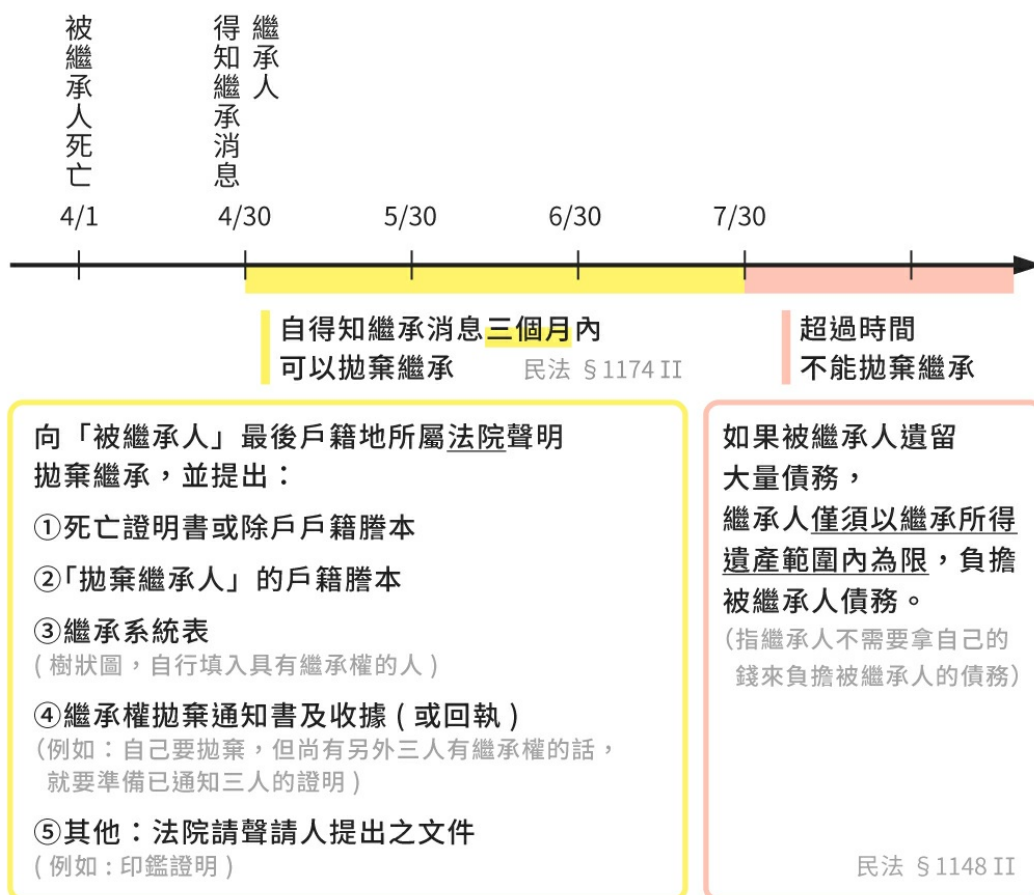 被繼承人死亡
繼承人
得知繼承消息
4/1
4/30
5/30
6/30
7/30
自得知繼承消息三個月內
可以拋棄繼承
民法 §1174 II
超過時間
不能拋棄繼承
向「被繼承人」最後戶籍地所屬法院聲明
拋棄繼承，並提出：
①死亡證明書或除戶戶籍謄本
②「拋棄繼承人」的戶籍謄本
③繼承系統表
( 樹狀圖，自行填入具有繼承權的人 )
④繼承權拋棄通知書及收據 ( 或回執 )
（例如：自己要拋棄，但尚有另外三人有繼承權的話，
就要準備已通知三人的證明 )
⑤其他：法院請聲請人提出之文件
( 例如 : 印鑑證明 )
如果被繼承人遺留
大量債務，
繼承人僅須以繼承所得
遺產範圍內為限，負擔
被繼承人債務。
（指繼承人不需要拿自己的
錢來負擔被繼承人的債務）
民法 §1148 II